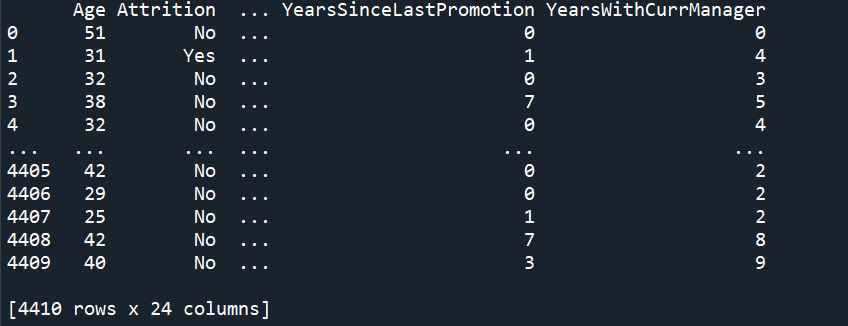 Age Attrition ... YearsSinceLastPromotion YearsWithCurrManager
0 51 No ... 0 0
1 31 Yes ... 1 4
2 32 No ... 0 3
3 38 No ... 7 5
4 32 No ... 0 4
... ... ... ... ... ...
4405 42 No ... 0 2
4406 29 No ... 0 2
4407 25 No ... 1 2
4408 42 No ... 7 8
4409 40 No ... 3 9
[4410 rows x 24 columns]